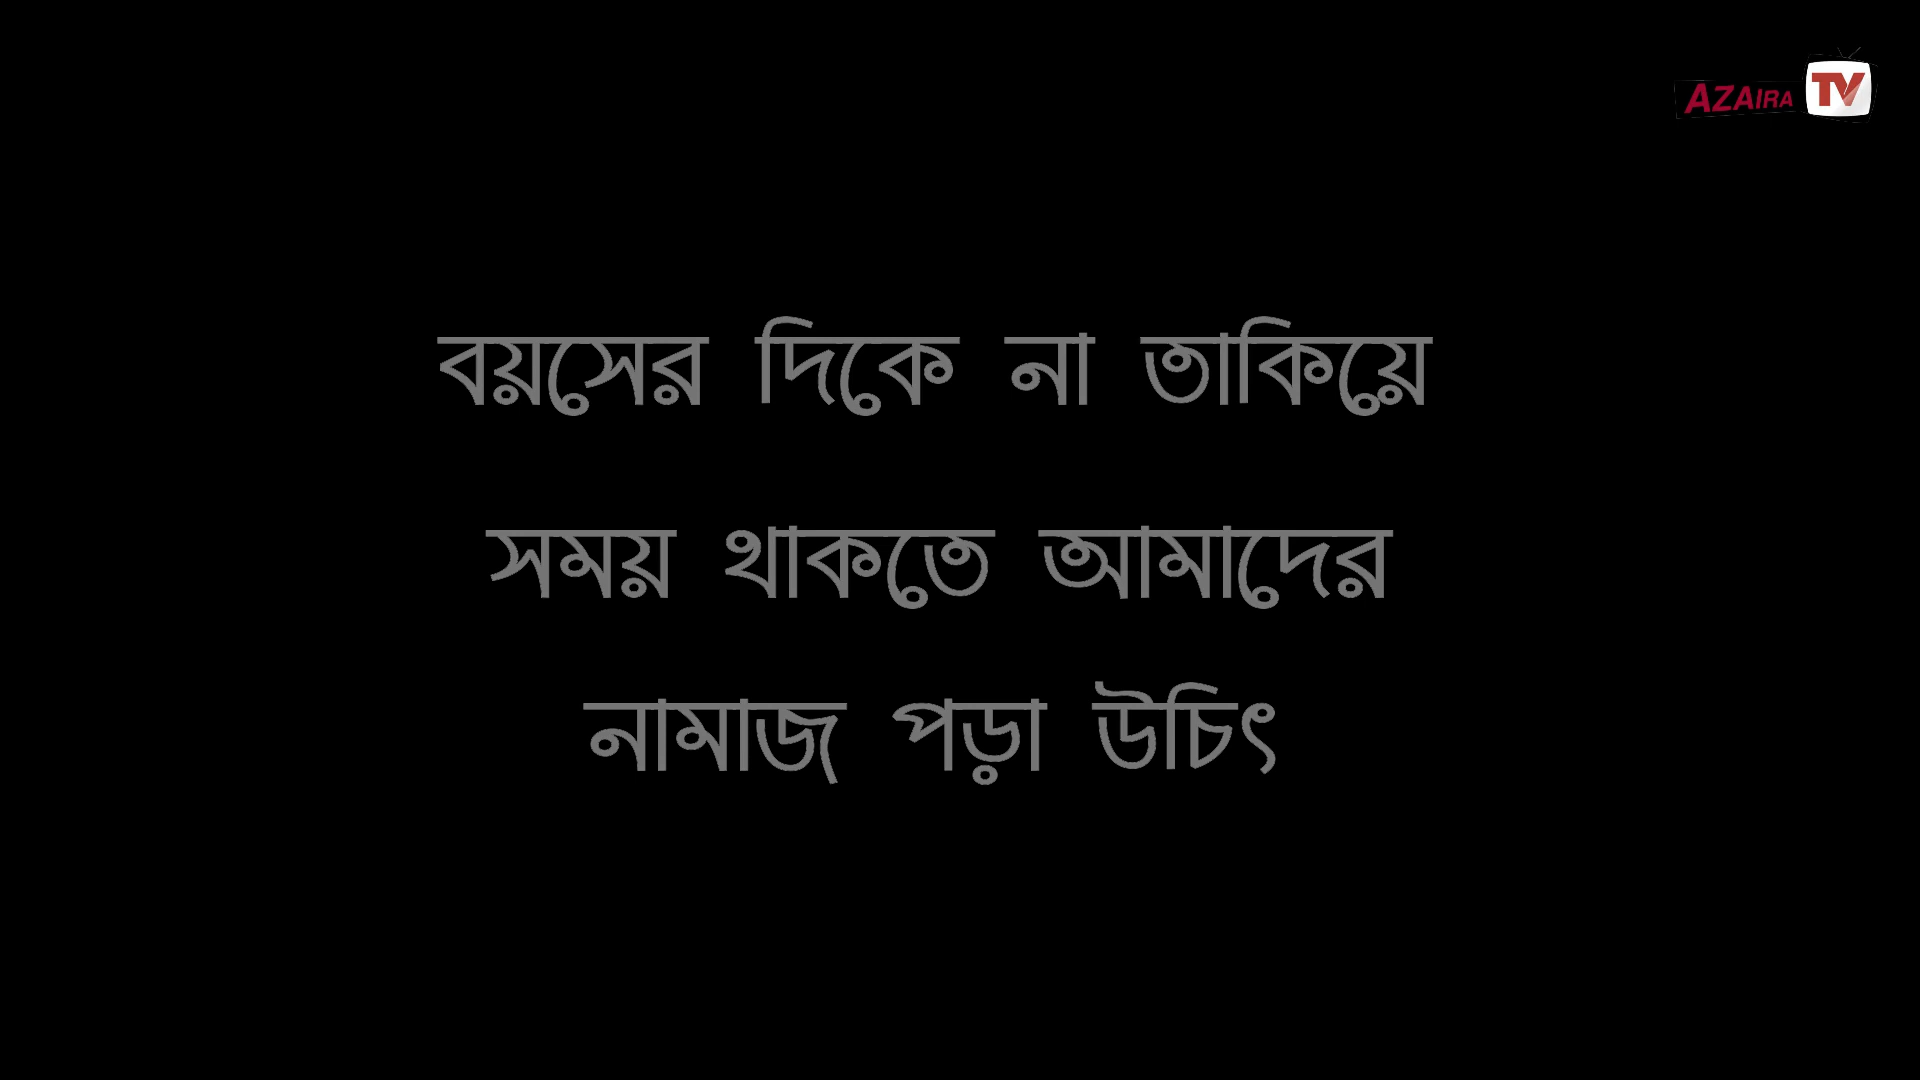 AZAIRA TV
বয়সের দিকে না তাকিয়ে
সময় থাকতে আমাদের
নামাজ পড়া উচিৎ